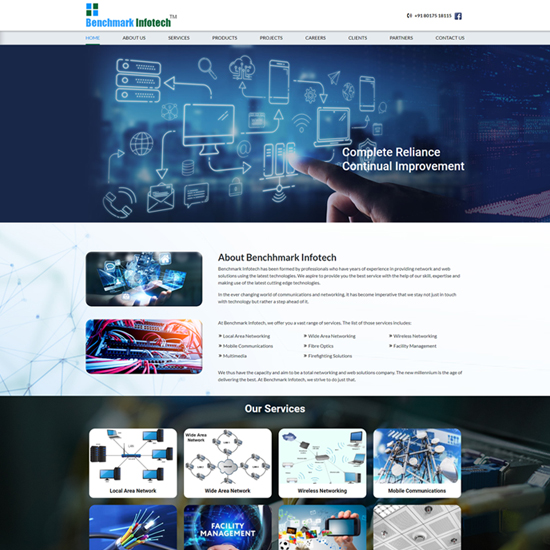 Benchmark Infotech TM
+91 80175 18115
HOME ABOUT US SERVICES PRODUCTS PROJECTS CAREERS CLIENTS PARTNERS CONTACT US
Complete Reliance
Continual Improvement
About Benchhmark Infotech
Benchmark Infotech has been formed by professionals who have years of experience in providing network and web
solutions using the latest technologies. We aspire to provide you the best service with the help of our skill, expertise and
making use of the latest cutting edge technologies.
In the ever changing world of communications and networking, it has become imperative that we stay not just in touch
with technology but rather a step ahead of it.
At Benchmark Infotech, we offer you a vast range of services. The list of those services includes:
» Local Area Networking » Wide Area Networking » Wireless Networking
» Mobile Communications » Fibre Optics » Facility Management
» Multimedia » Firefighting Solutions
We thus have the capacity and aim to be a total networking and web solutions company. The new millennium is the age of
delivering the best. At Benchmark Infotech, we strive to do just that.
Our Services
Wide Area
Network
Local Area Network Wide Area Network Wireless Networking Mobile Communications
FACILITY
MANAGEMENT